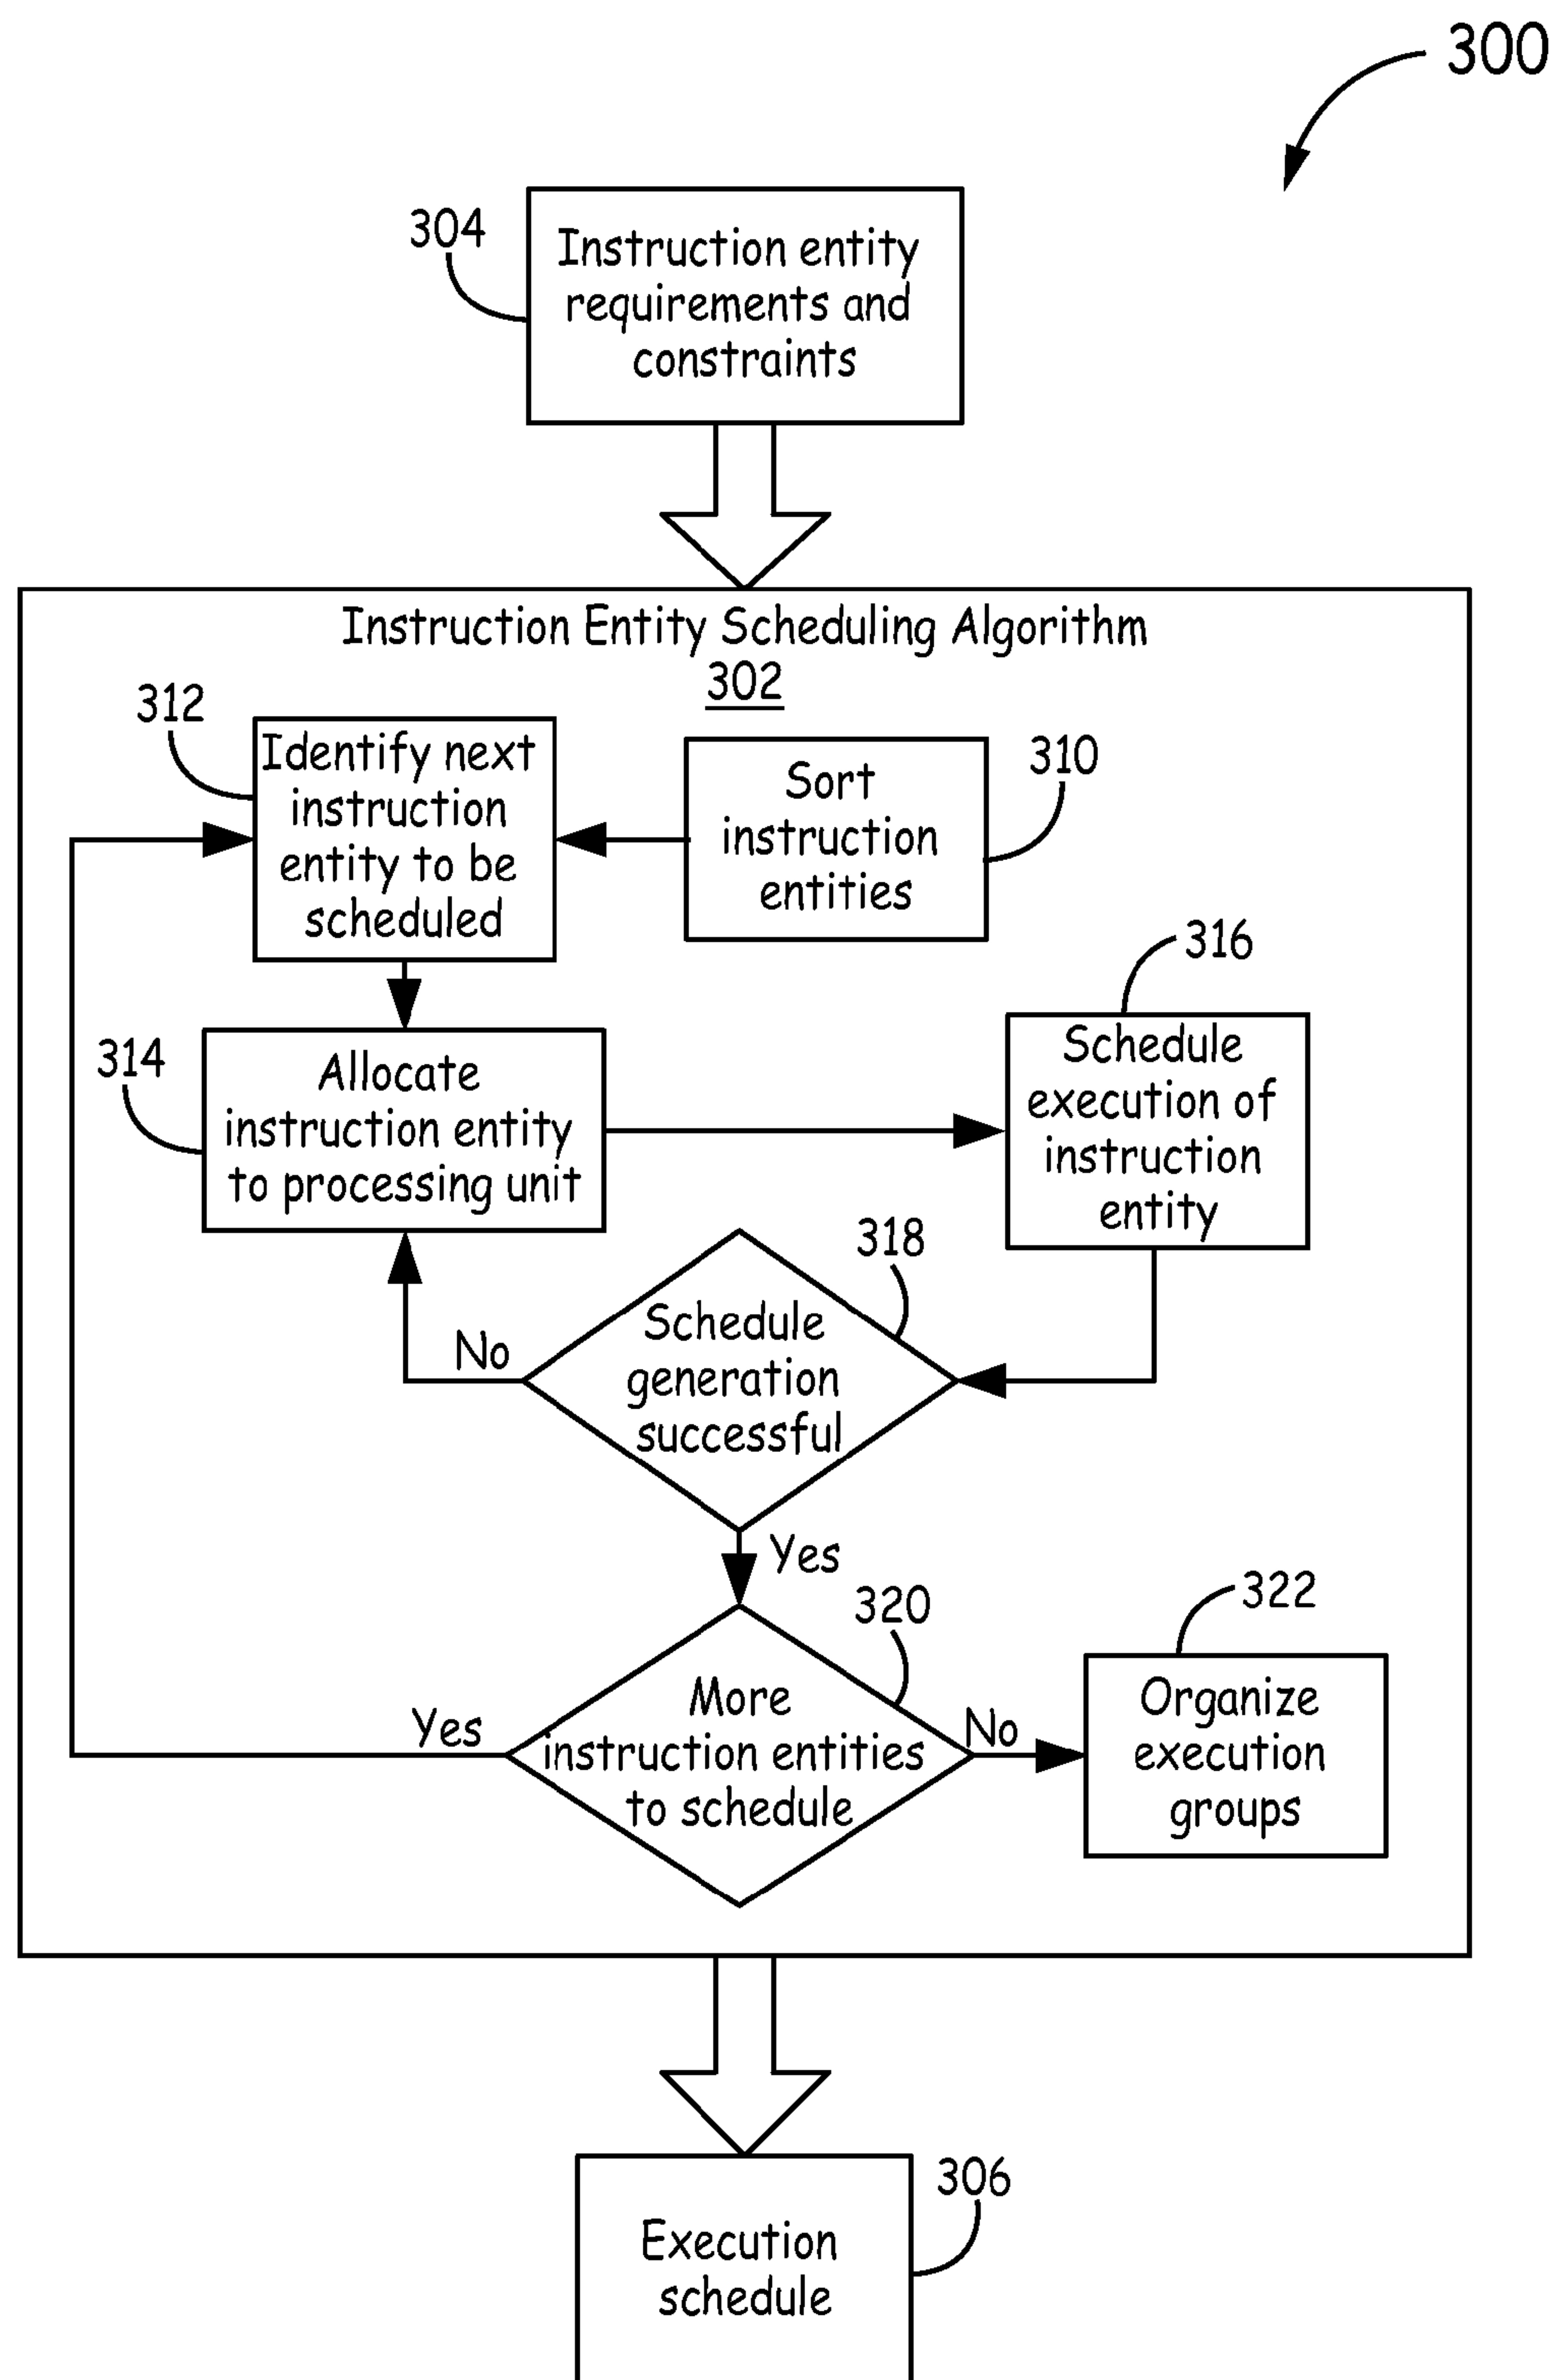 300
304
Instruction entity
requirements and
constraints
Instruction Entity Scheduling Algorithm
302
312
Identify next
instruction
entity to be
scheduled
310
Sort
instruction
entities
314
Allocate
instruction entity
to processing unit
316
Schedule
execution of
instruction
entity
318
Schedule
generation
successful
No
Yes
320
More
instruction entities
to schedule
Yes
No
322
Organize
execution
groups
306
Execution
schedule